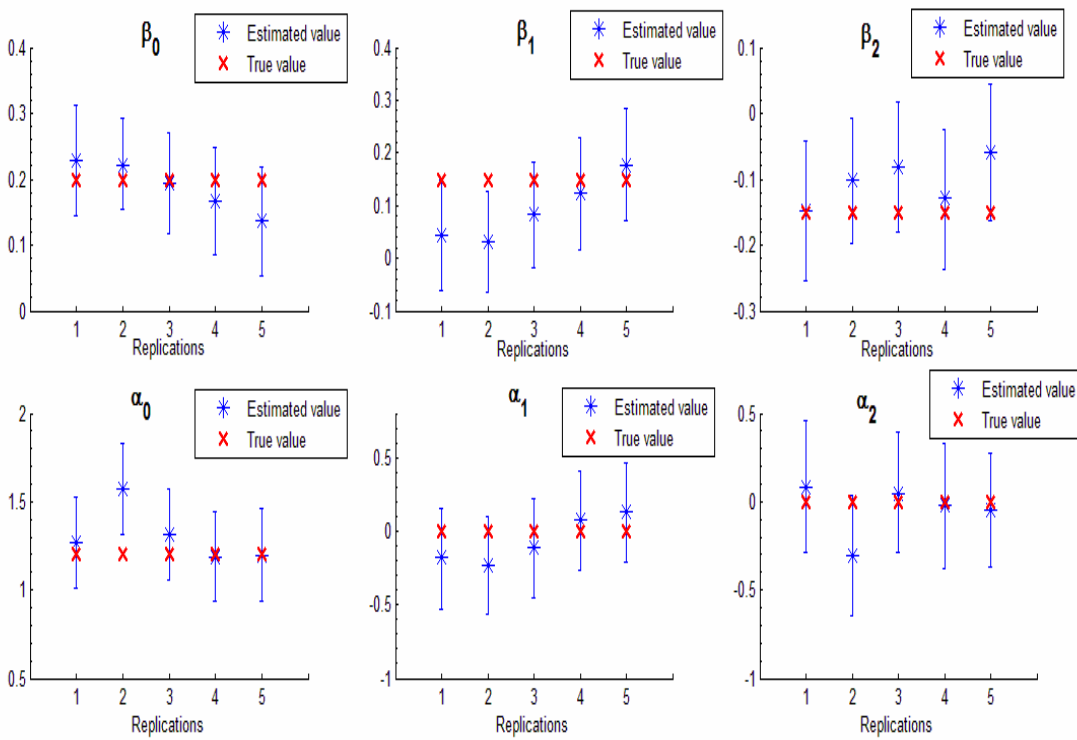 β0
Estimated value
True value
0.4
0.3
0.2
0.1
0
1 2 3 4 5
Replications
β1
Estimated value
True value
0.4
0.3
0.2
0.1
0
-0.1
1 2 3 4 5
Replications
β2
Estimated value
True value
0.1
0
-0.1
-0.2
-0.3
1 2 3 4 5
Replications
α0
Estimated value
True value
2
1.5
1
0.5
1 2 3 4 5
Replications
α1
Estimated value
True value
0.5
0
-0.5
-1
1 2 3 4 5
Replications
α2
Estimated value
True value
0.5
0
-0.5
-1
1 2 3 4 5
Replications